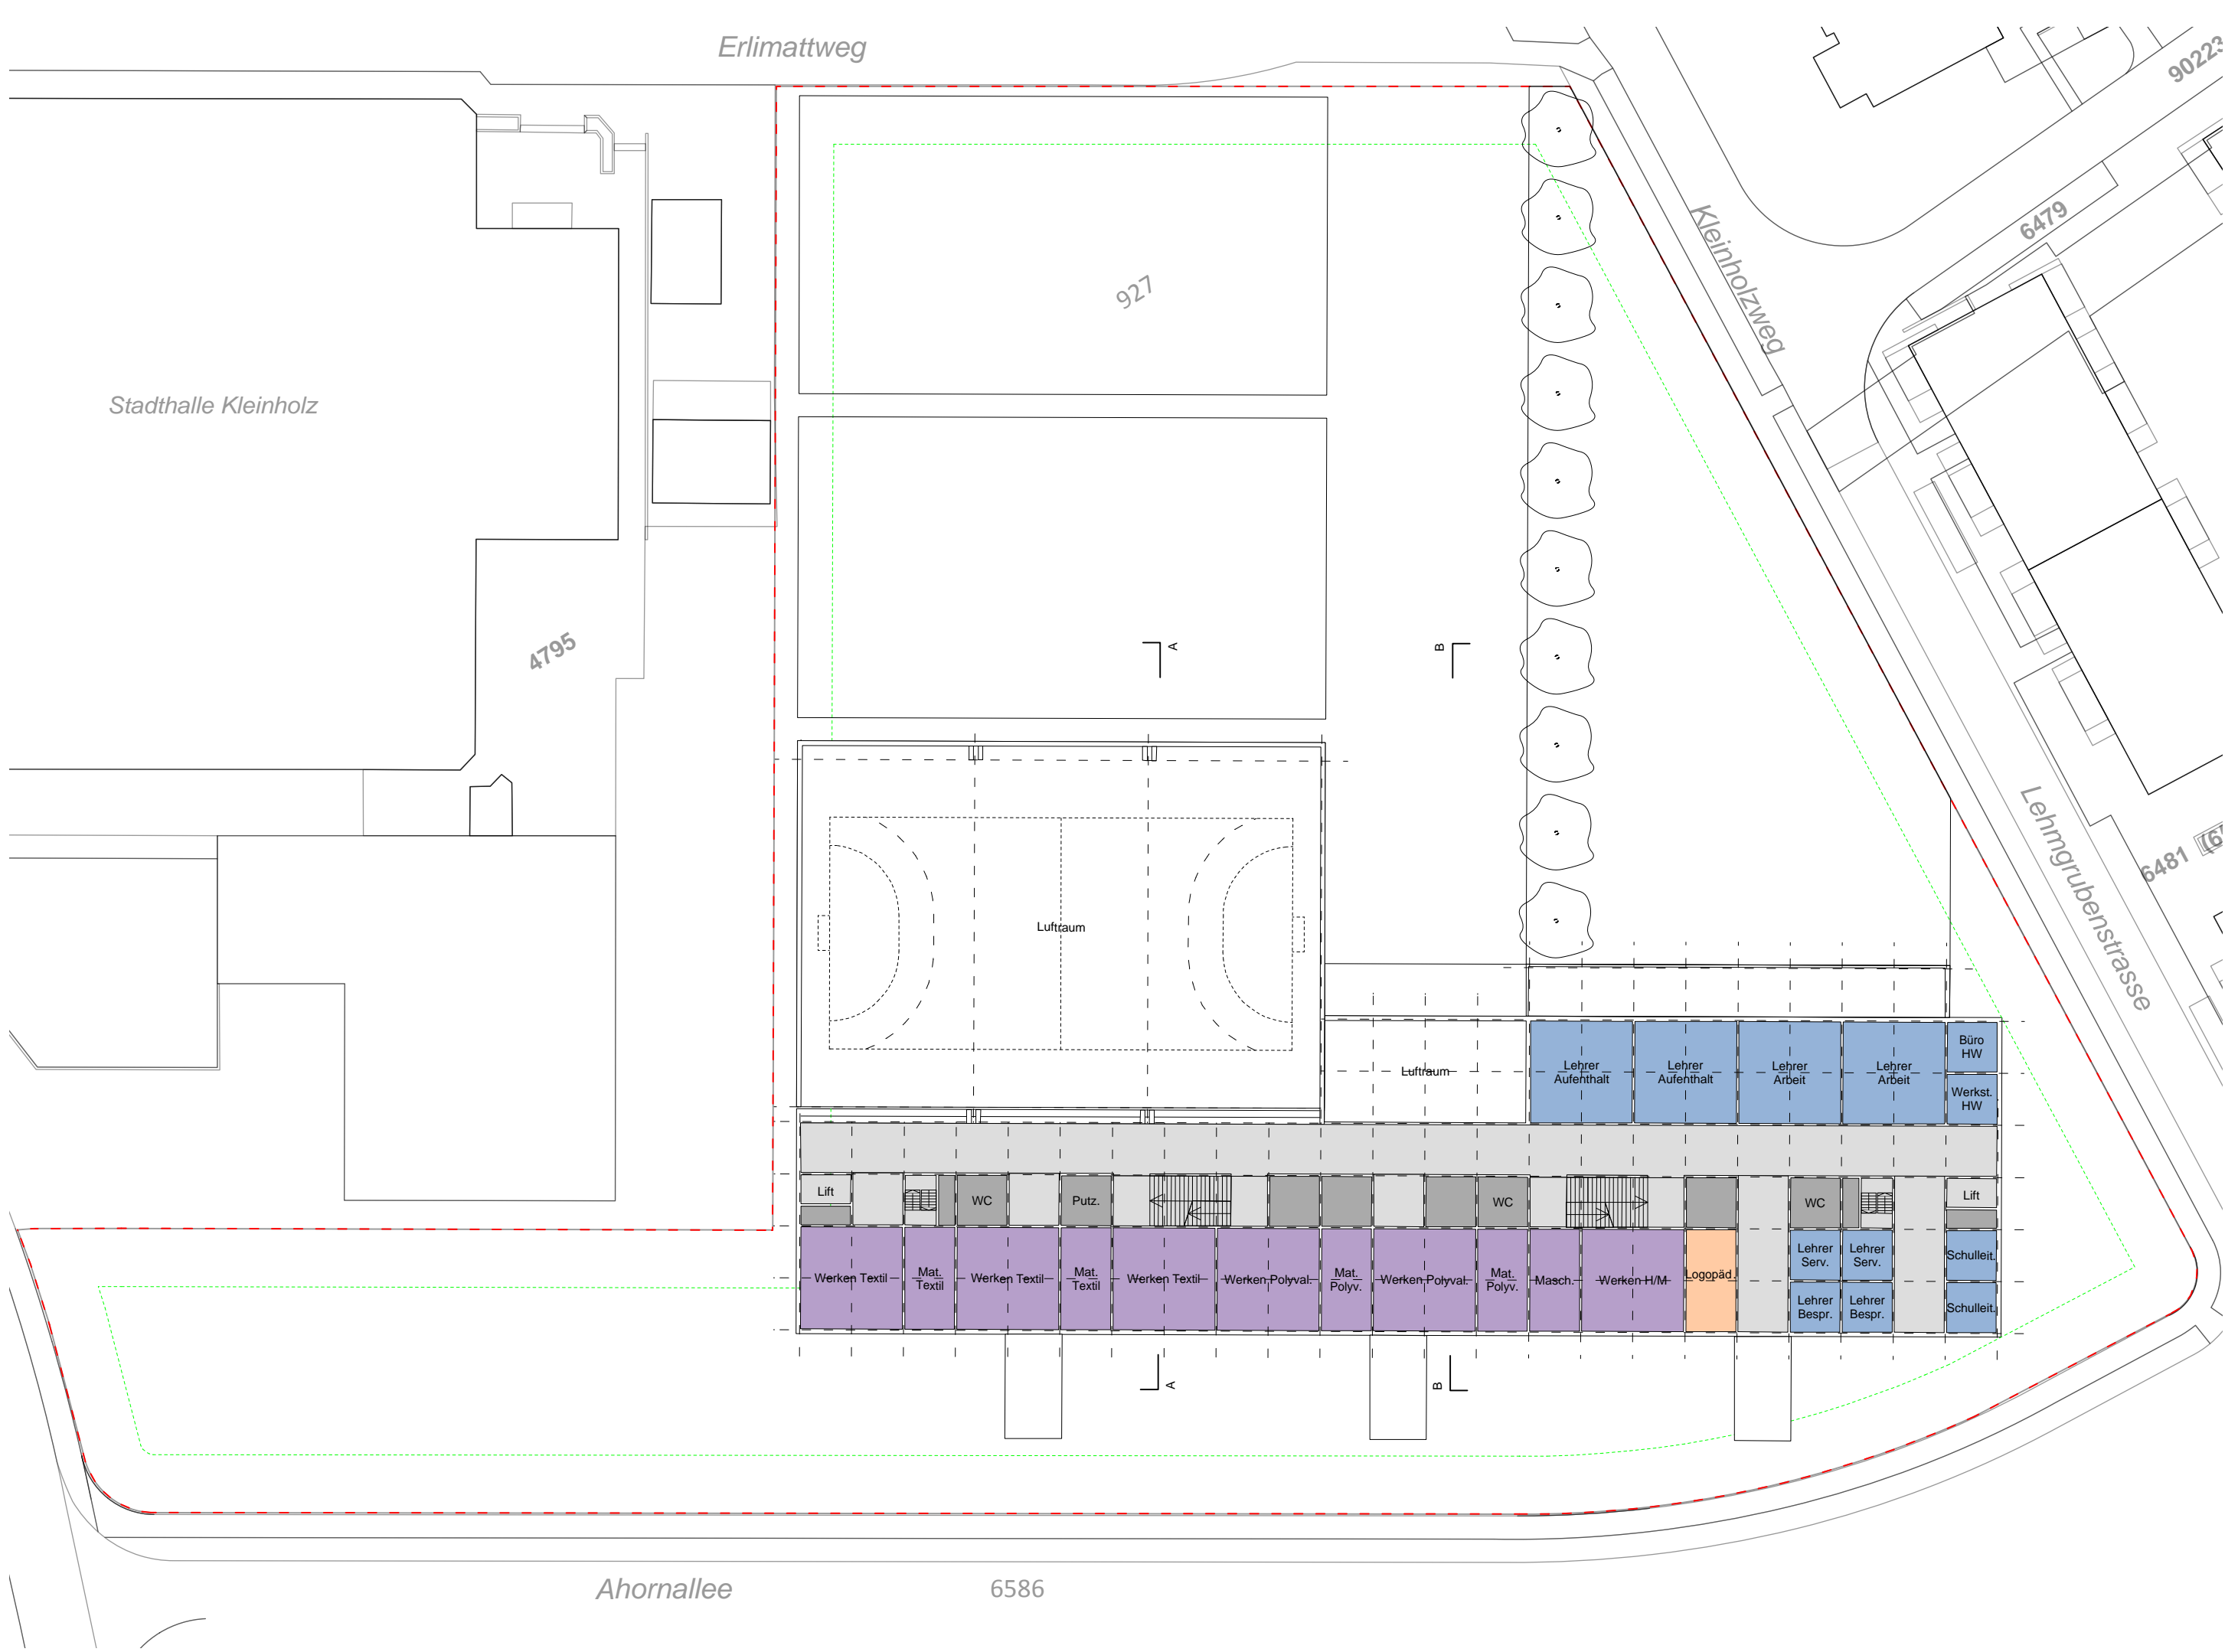 Erlimattweg
90223
6479
Kleinholzweg
927
Stadthalle Kleinholz
4795
A
B
Lehmgrubenstrasse
6481
Luftraum
Luftraum
Lehrer
Aufenthalt
Lehrer
Aufenthalt
Lehrer
Arbeit
Lehrer
Arbeit
Büro
HW
Werkst.
HW
Lift
WC
Putz.
WC
WC
Lift
Werken Textil
Mat.
Textil
Werken Textil
Mat.
Textil
Werken Textil
Werken Polyval.
Mat.
Polyv.
Werken Polyval.
Mat.
Polyv.
Masch.
Werken H/M
Logopäd.
Lehrer
Serv.
Lehrer
Serv.
Lehrer
Bespr.
Lehrer
Bespr.
Schulleit.
Schulleit.
A
B
Ahornallee
6586